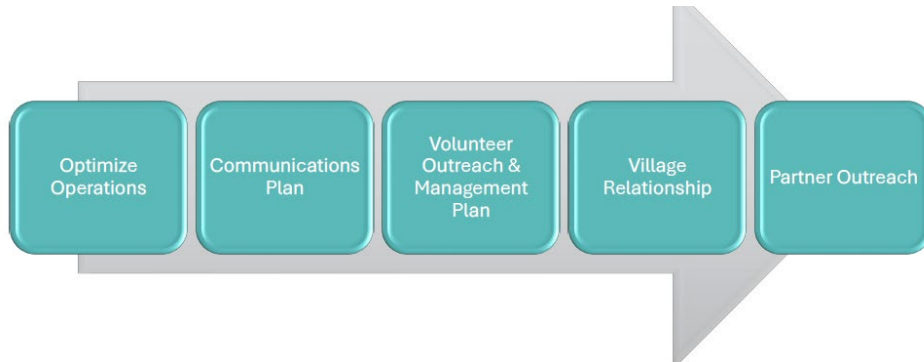 Optimize
Operations
Communications
Plan
Volunteer
Outreach &
Management
Plan
Village
Relationship
Partner Outreach